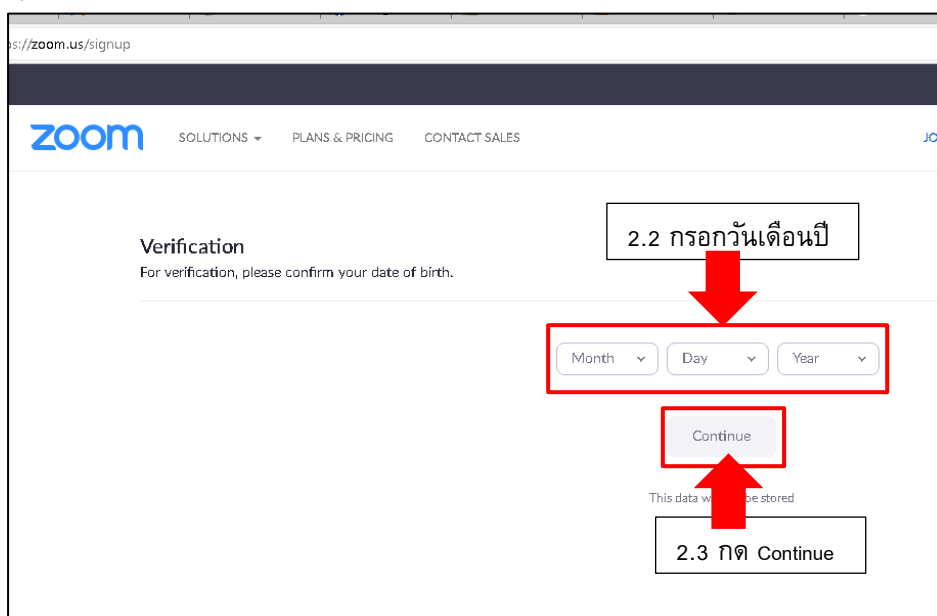 ps://zoom.us/signup
zoom SOLUTIONS PLANS & PRICING CONTACT SALES JO
2.2 กรอกวันเดือนปี
Verification
For verification, please confirm your date of birth.
Month Day Year
Continue
This data be stored
2.3 กด Continue